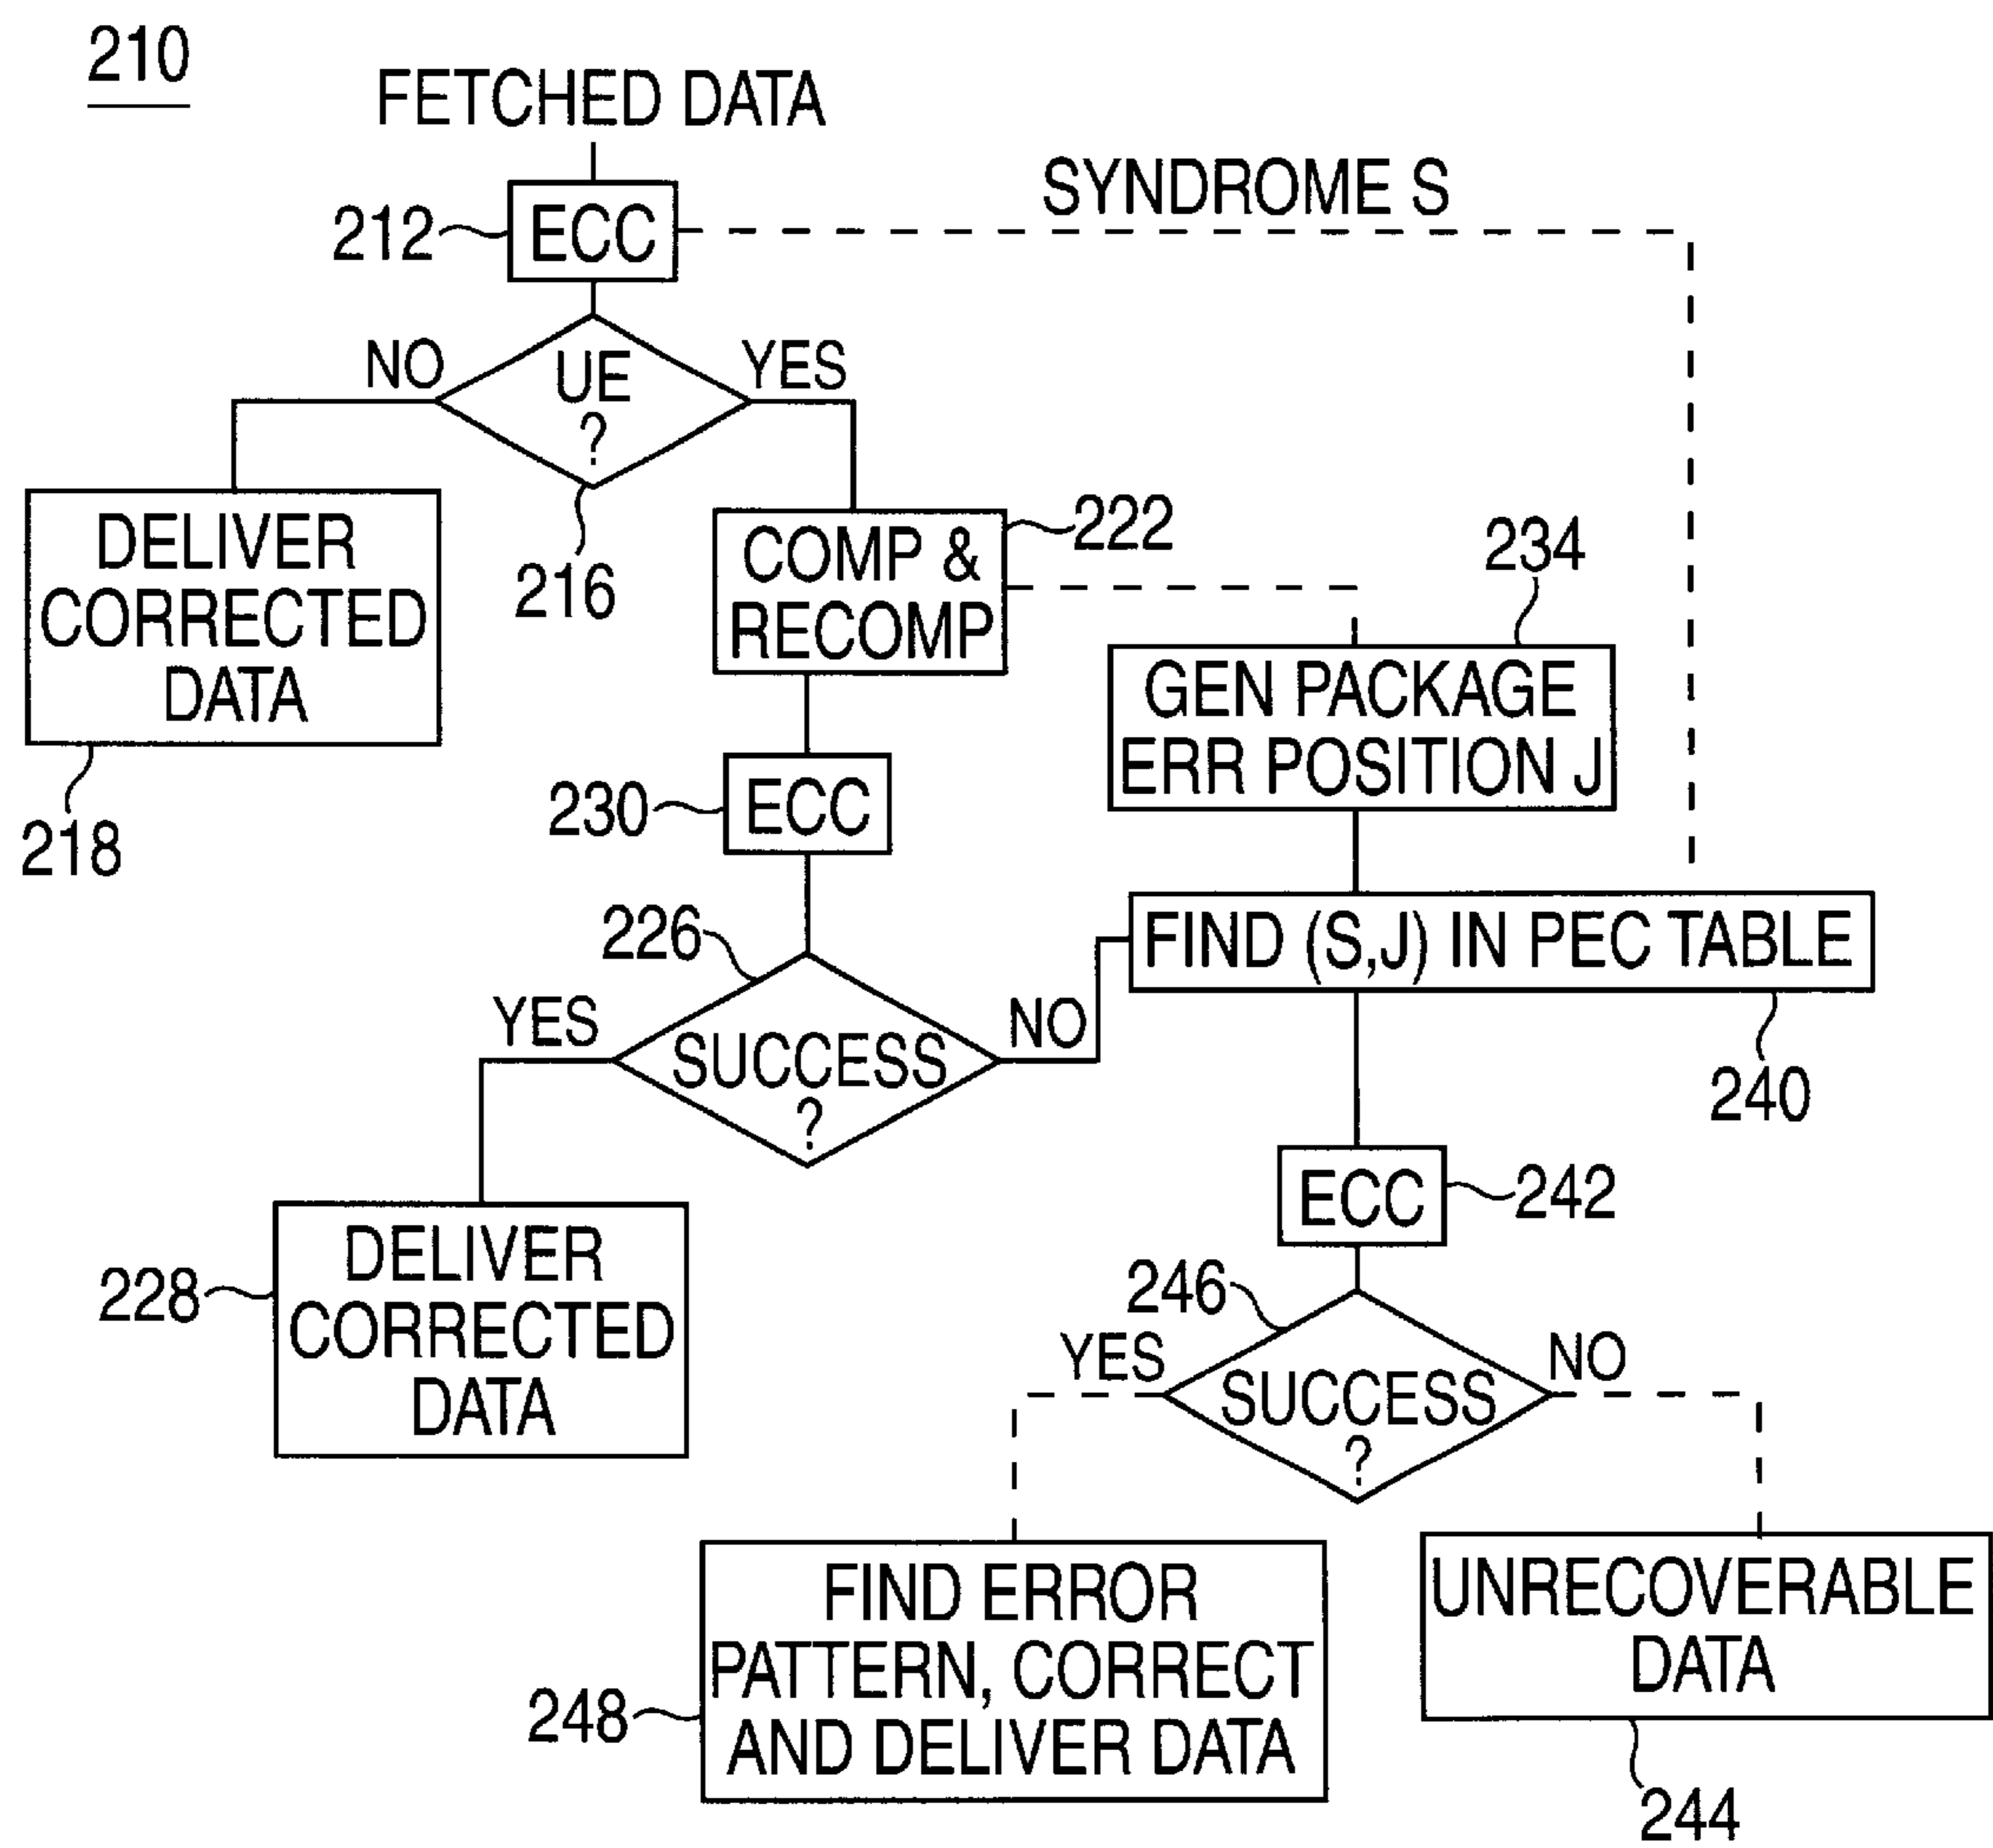 210
FETCHED DATA
SYNDROME S
212
ECC
NO
UE
?
YES
216
DELIVER
CORRECTED
DATA
218
COMP &
RECOMP
222
234
GEN PACKAGE
ERR POSITION J
230
ECC
226
FIND (S,J) IN PEC TABLE
240
YES
SUCCESS
?
NO
228
DELIVER
CORRECTED
DATA
ECC
242
246
YES
SUCCESS
?
NO
248
FIND ERROR
PATTERN, CORRECT
AND DELIVER DATA
UNRECOVERABLE
DATA
244